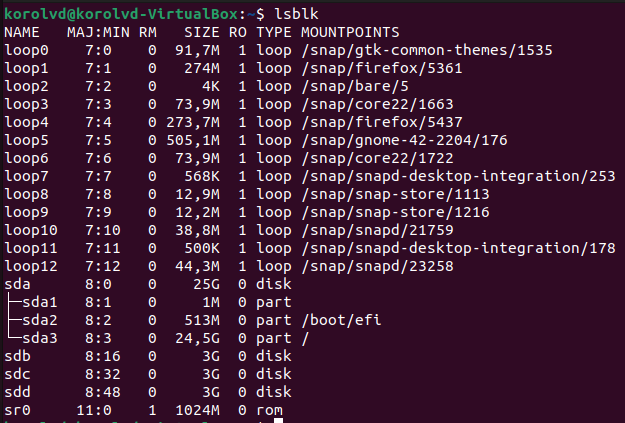 korolvd@korolvd-VirtualBox:~$ lsblk
NAME   MAJ:MIN RM   SIZE RO TYPE MOUNTPOINTS
loop0    7:0    0  91,7M  1 loop /snap/gtk-common-themes/1535
loop1    7:1    0   274M  1 loop /snap/firefox/5361
loop2    7:2    0     4K  1 loop /snap/bare/5
loop3    7:3    0  73,9M  1 loop /snap/core22/1663
loop4    7:4    0 273,7M  1 loop /snap/firefox/5437
loop5    7:5    0 505,1M  1 loop /snap/gnome-42-2204/176
loop6    7:6    0  73,9M  1 loop /snap/core22/1722
loop7    7:7    0   568K  1 loop /snap/snapd-desktop-integration/253
loop8    7:8    0  12,9M  1 loop /snap/snap-store/1113
loop9    7:9    0  12,2M  1 loop /snap/snap-store/1216
loop10   7:10   0  38,8M  1 loop /snap/snapd/21759
loop11   7:11   0   500K  1 loop /snap/snapd-desktop-integration/178
loop12   7:12   0  44,3M  1 loop /snap/snapd/23258
sda      8:0    0    25G  0 disk
├─sda1   8:1    0     1M  0 part
├─sda2   8:2    0   513M  0 part /boot/efi
└─sda3   8:3    0  24,5G  0 part /
sdb      8:16   0     3G  0 disk
sdc      8:32   0     3G  0 disk
sdd      8:48   0     3G  0 disk
sr0     11:0    1  1024M  0 rom